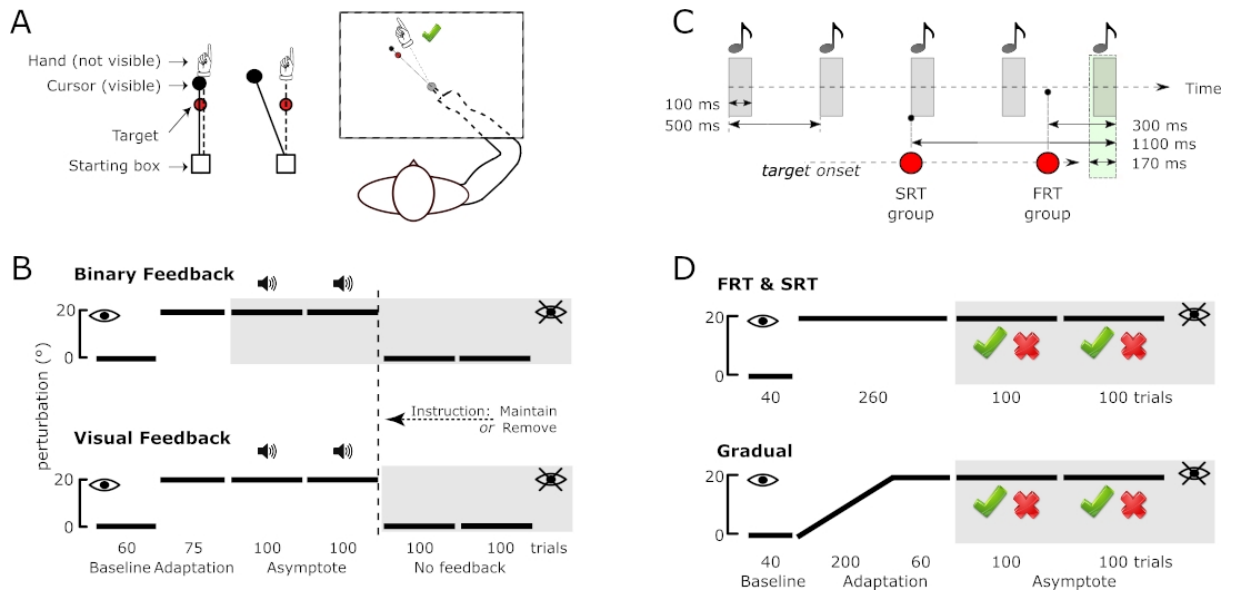 A
Hand (not visible)
Cursor (visible)
Target
Starting box
B
Binary Feedback
20
0
perturbation (°)
Instruction: Maintain
or Remove
Visual Feedback
20
0
60 75 100 100 100 100 trials
Baseline Adaptation Asymptote No feedback
C
Time
100 ms
500 ms
300 ms
1100 ms
170 ms
target onset
SRT
group
FRT
group
D
FRT & SRT
20
0
40 260 100 100 trials
Gradual
20
0
40 200 60 100 100 trials
Baseline Adaptation Asymptote